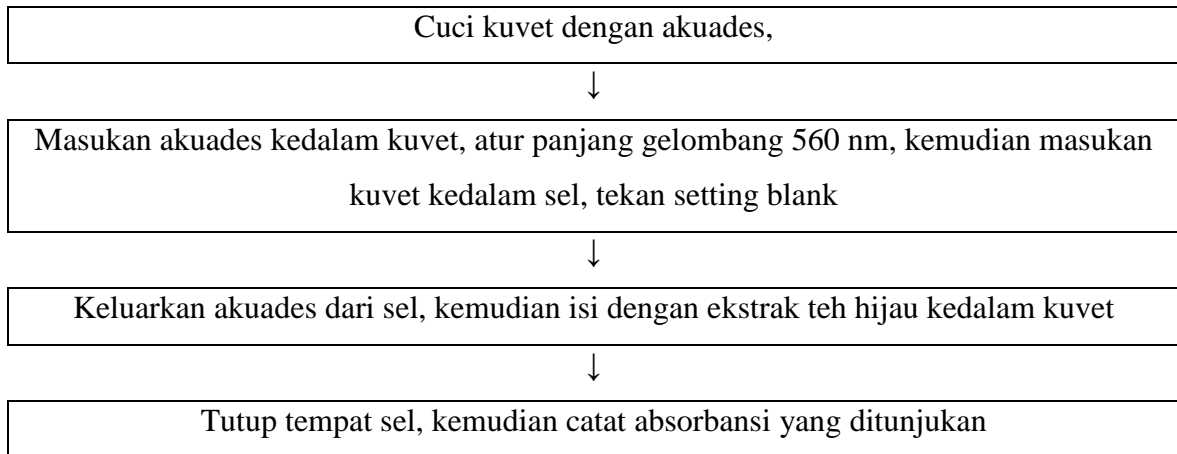 Cuci kuvet dengan akuades,
↓
Masukan akuades kedalam kuvet, atur panjang gelombang 560 nm, kemudian masukan
kuvet kedalam sel, tekan setting blank
↓
Keluarkan akuades dari sel, kemudian isi dengan ekstrak teh hijau kedalam kuvet
↓
Tutup tempat sel, kemudian catat absorbansi yang ditunjukan